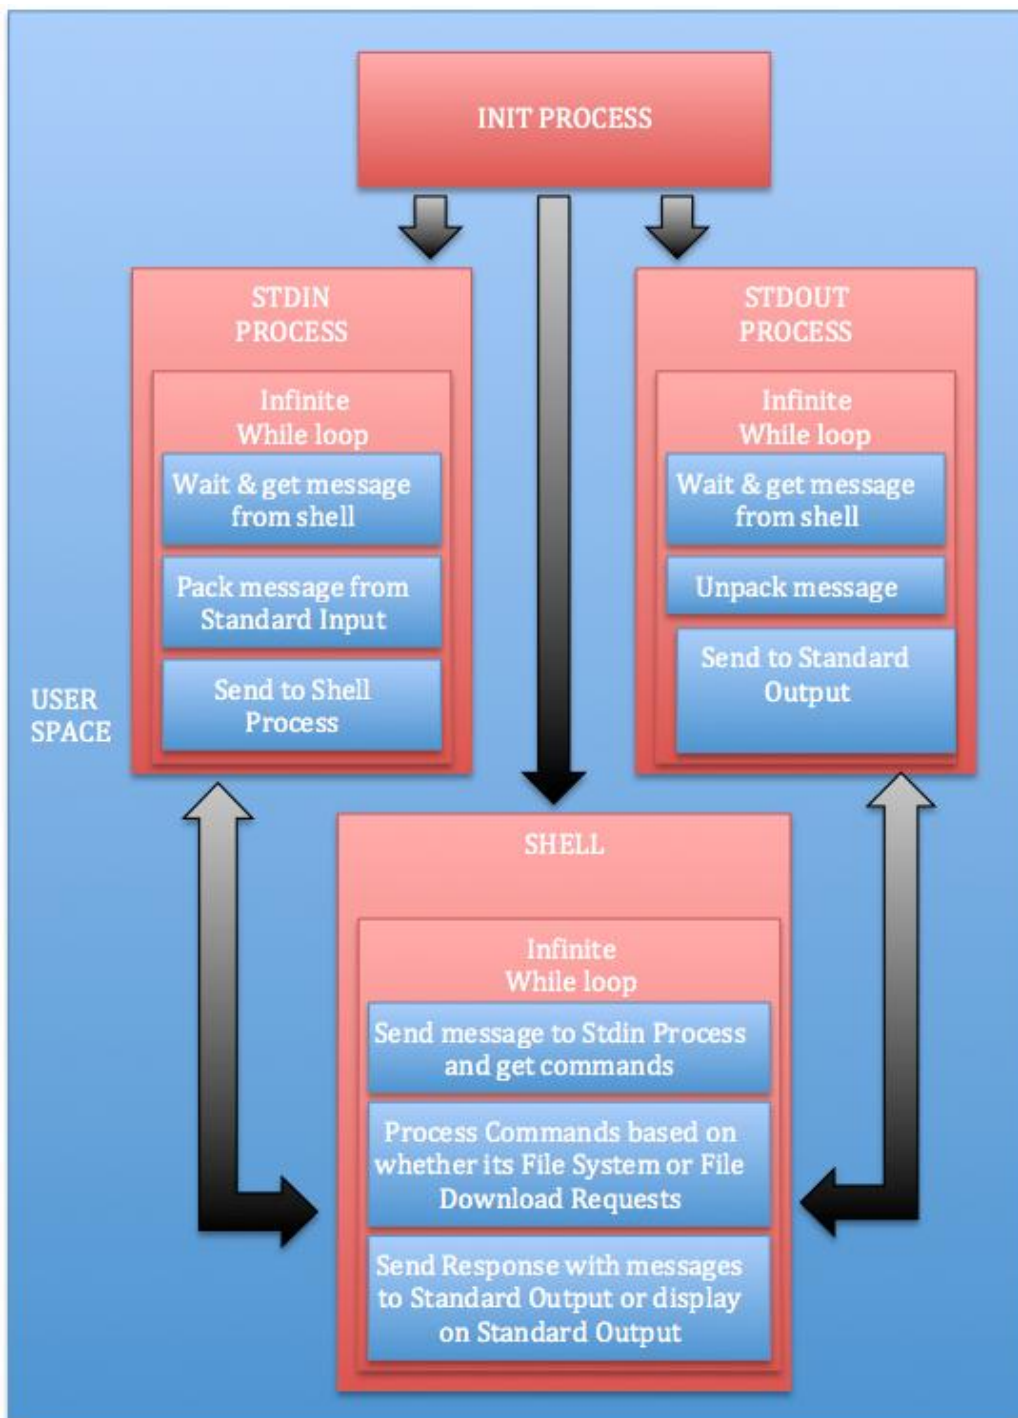 INIT PROCESS
STDIN
PROCESS
Infinite
While loop
Wait & get message
from shell
Pack message from
Standard Input
Send to Shell
Process
STDOUT
PROCESS
Infinite
While loop
Wait & get message
from shell
Unpack message
Send to Standard
Output
USER
SPACE
SHELL
Infinite
While loop
Send message to Stdin Process
and get commands
Process Commands based on
whether its File System or File
Download Requests
Send Response with messages
to Standard Output or display
on Standard Output